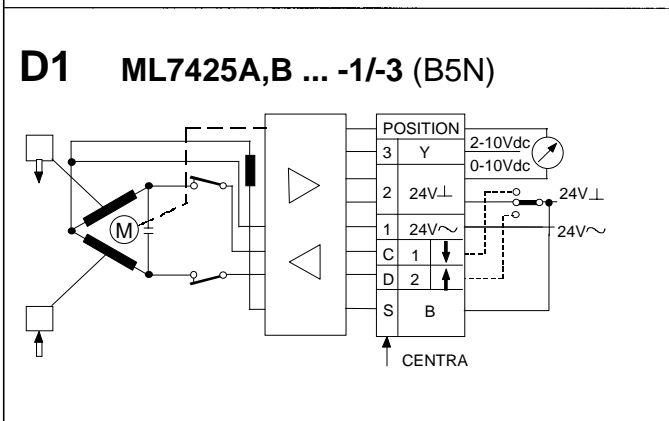 D1 ML7425A,B ... -1/-3 (B5N)
POSITION
3 Y 2-10Vdc
0-10Vdc
2 24V⊥ 24V⊥
1 24V~ 24V~
C 1
M
D 2
S B
CENTRA